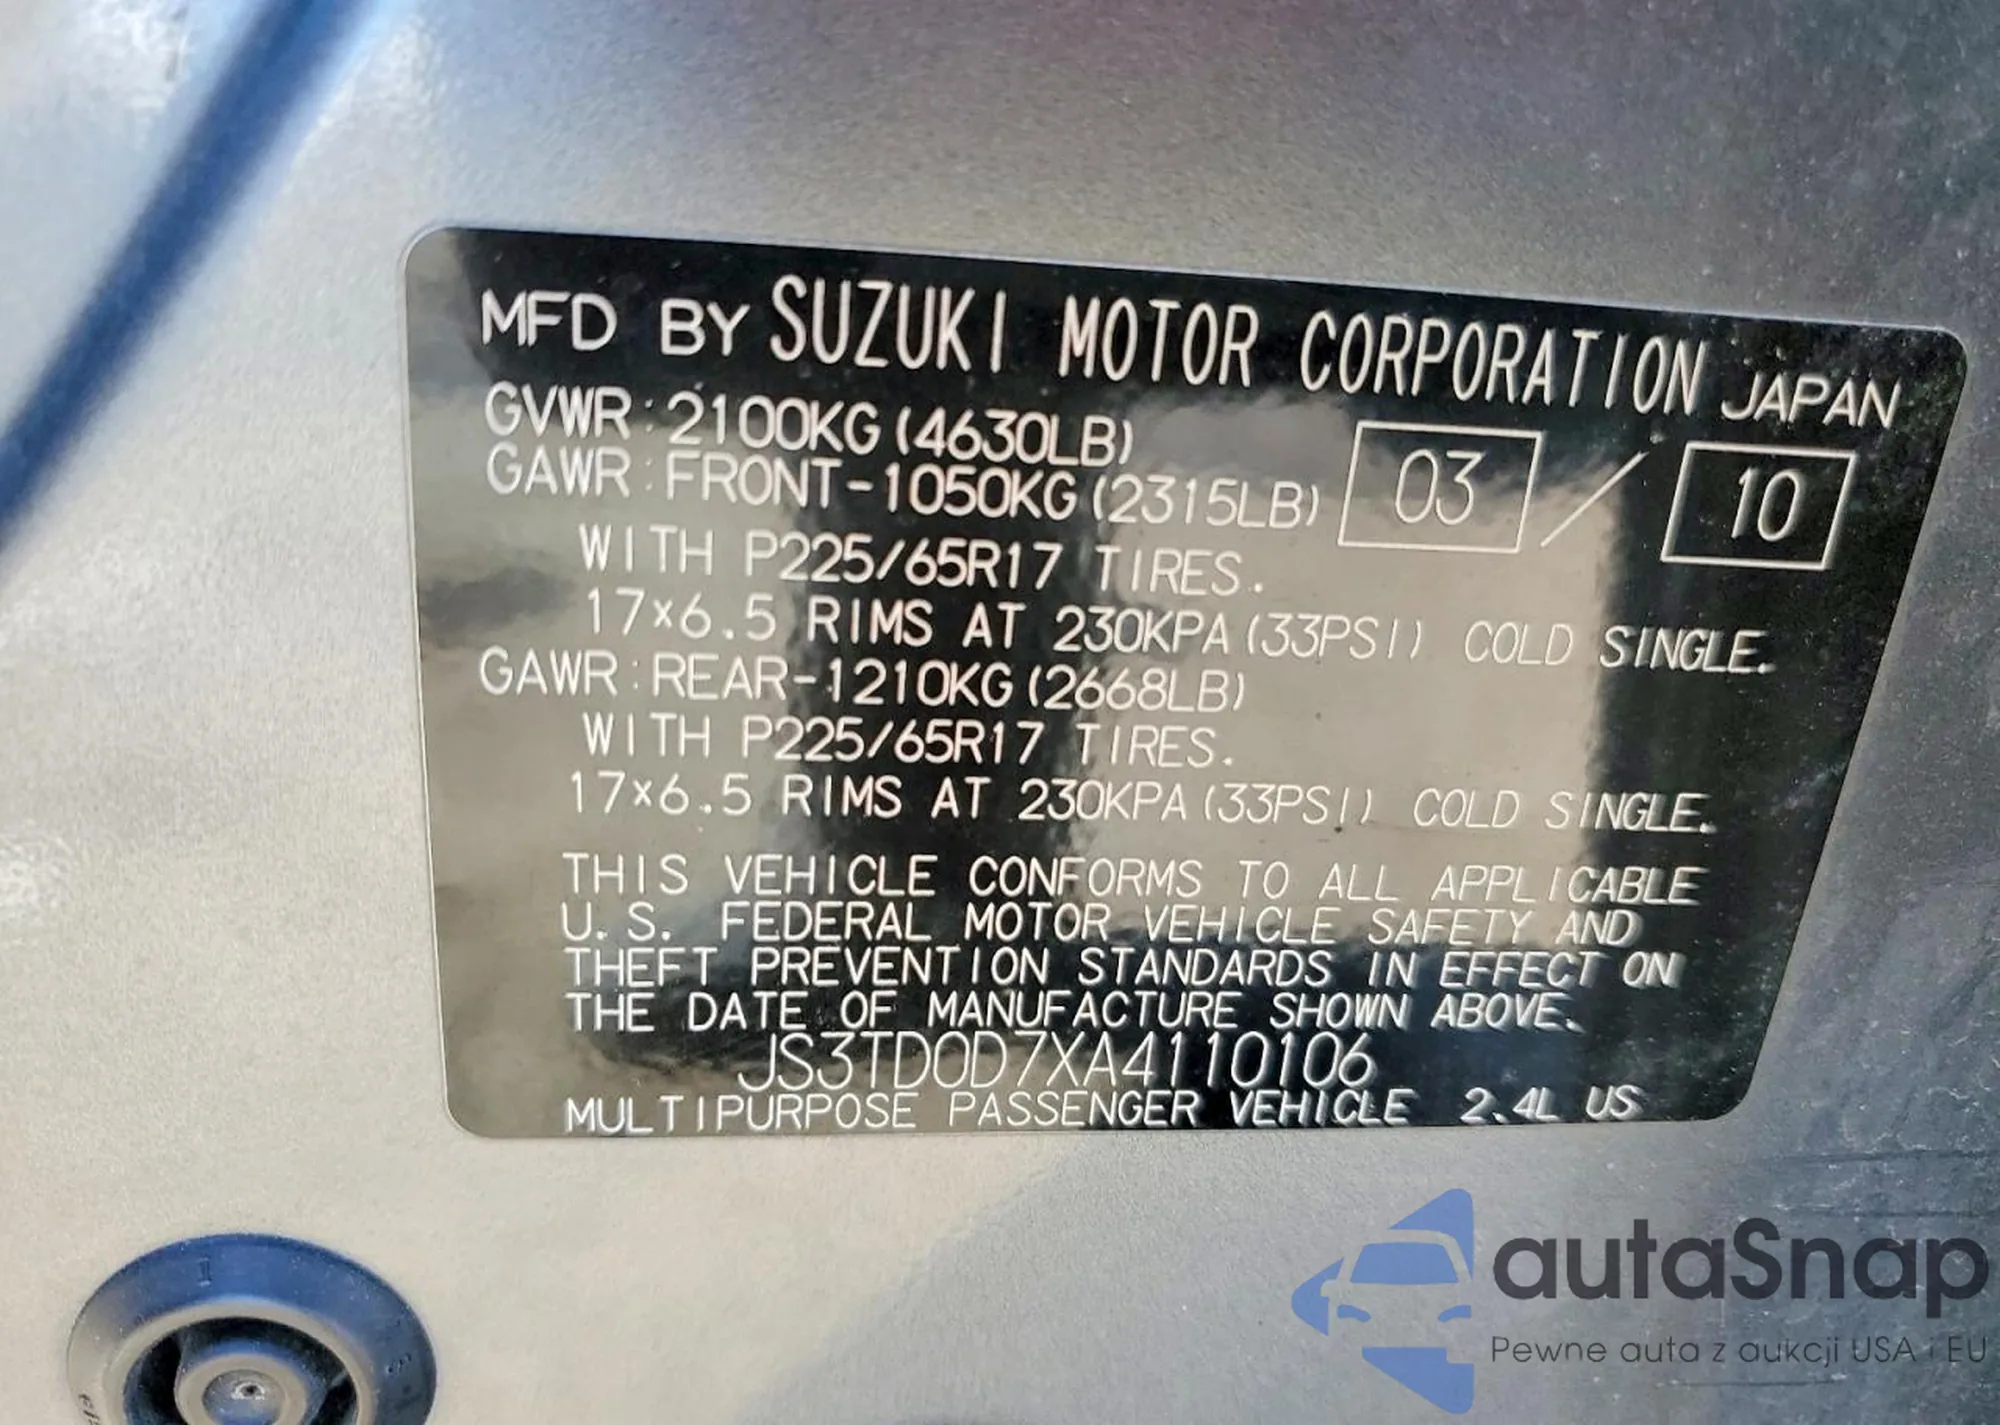 MFD BY SUZUKI MOTOR CORPORATION JAPAN
GVWR:2100KG(4630LB)
GAWR:FRONT-1050KG(2315LB) 03 / 10
WITH P225/65R17 TIRES.
17×6.5 RIMS AT 230KPA(33PSI) COLD SINGLE.
GAWR:REAR-1210KG(2668LB)
WITH P225/65R17 TIRES.
17×6.5 RIMS AT 230KPA(33PSI) COLD SINGLE.
THIS VEHICLE CONFORMS TO ALL APPLICABLE
U.S. FEDERAL MOTOR VEHICLE SAFETY AND
THEFT PREVENTION STANDARDS IN EFFECT ON
THE DATE OF MANUFACTURE SHOWN ABOVE.
JS3TD0D7XA4110106
MULTIPURPOSE PASSENGER VEHICLE 2.4L US
autaSnap
Pewne auta z aukcji USA i EU